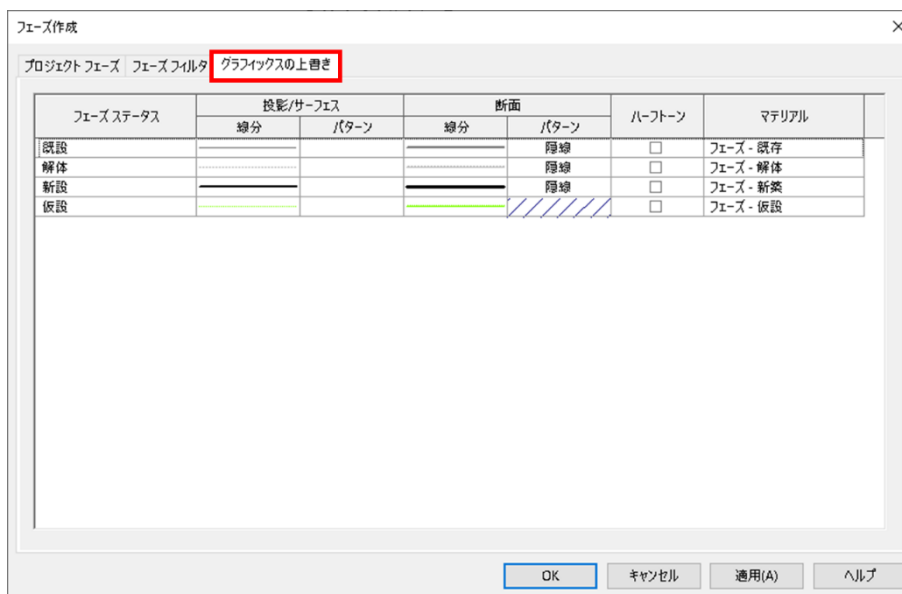 フェーズ作成
プロジェクト フェーズ フェーズ フィルタ グラフィックスの上書き
フェーズ ステータス 投影/サーフェス 断面 ハーフトーン マテリアル
線分 パターン 線分 パターン
既設 隠線 フェーズ - 既存
解体 隠線 フェーズ - 解体
新設 隠線 フェーズ - 新築
仮設 フェーズ - 仮設
OK キャンセル 適用(A) ヘルプ